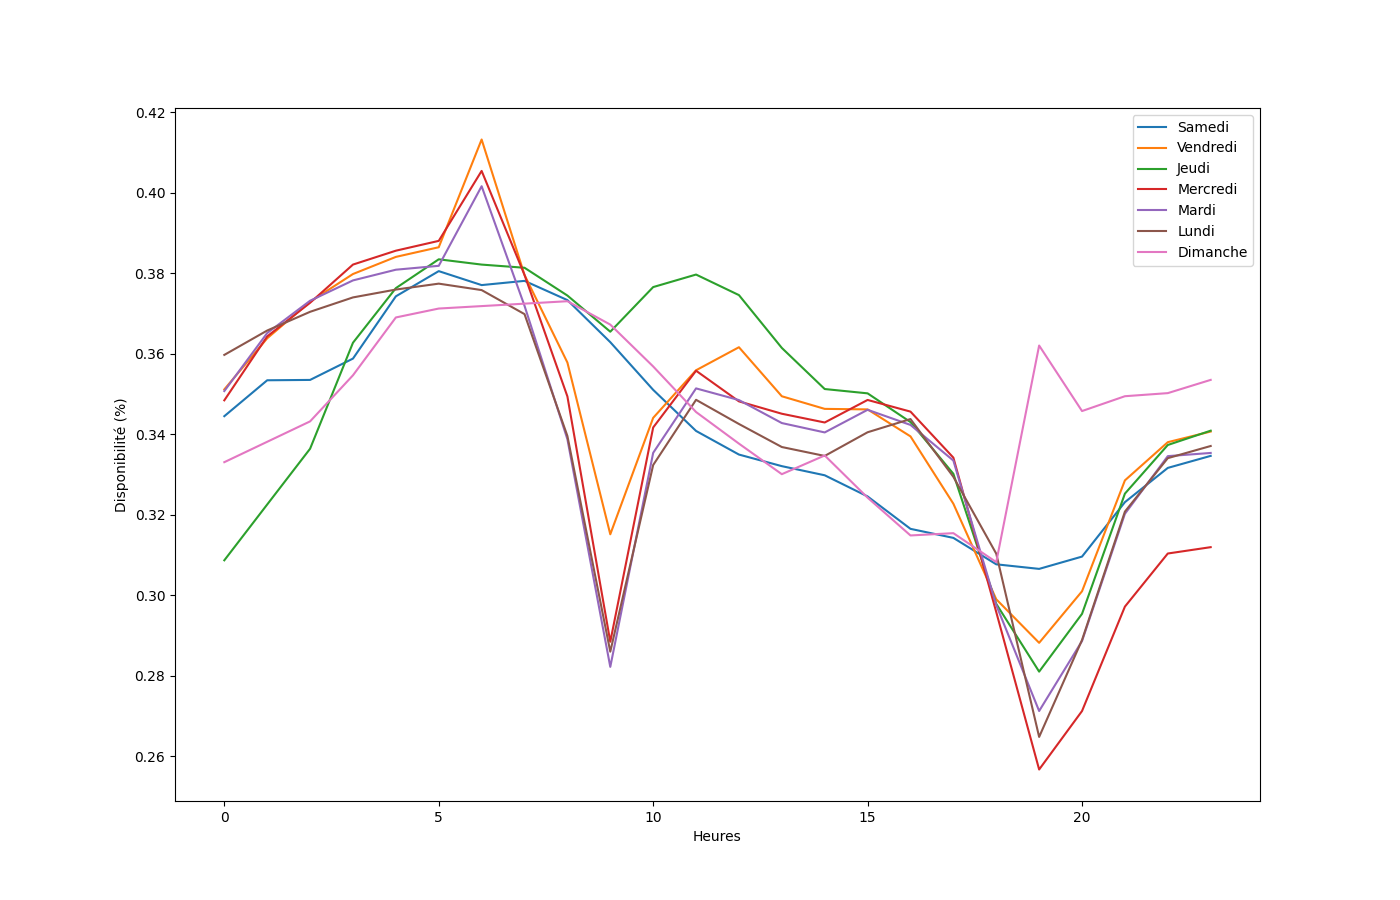 0.42
0.40
0.38
0.36
0.34
0.32
0.30
0.28
0.26
Disponibilité (%)
0 5 10 15 20
Heures
Samedi
Vendredi
Jeudi
Mercredi
Mardi
Lundi
Dimanche